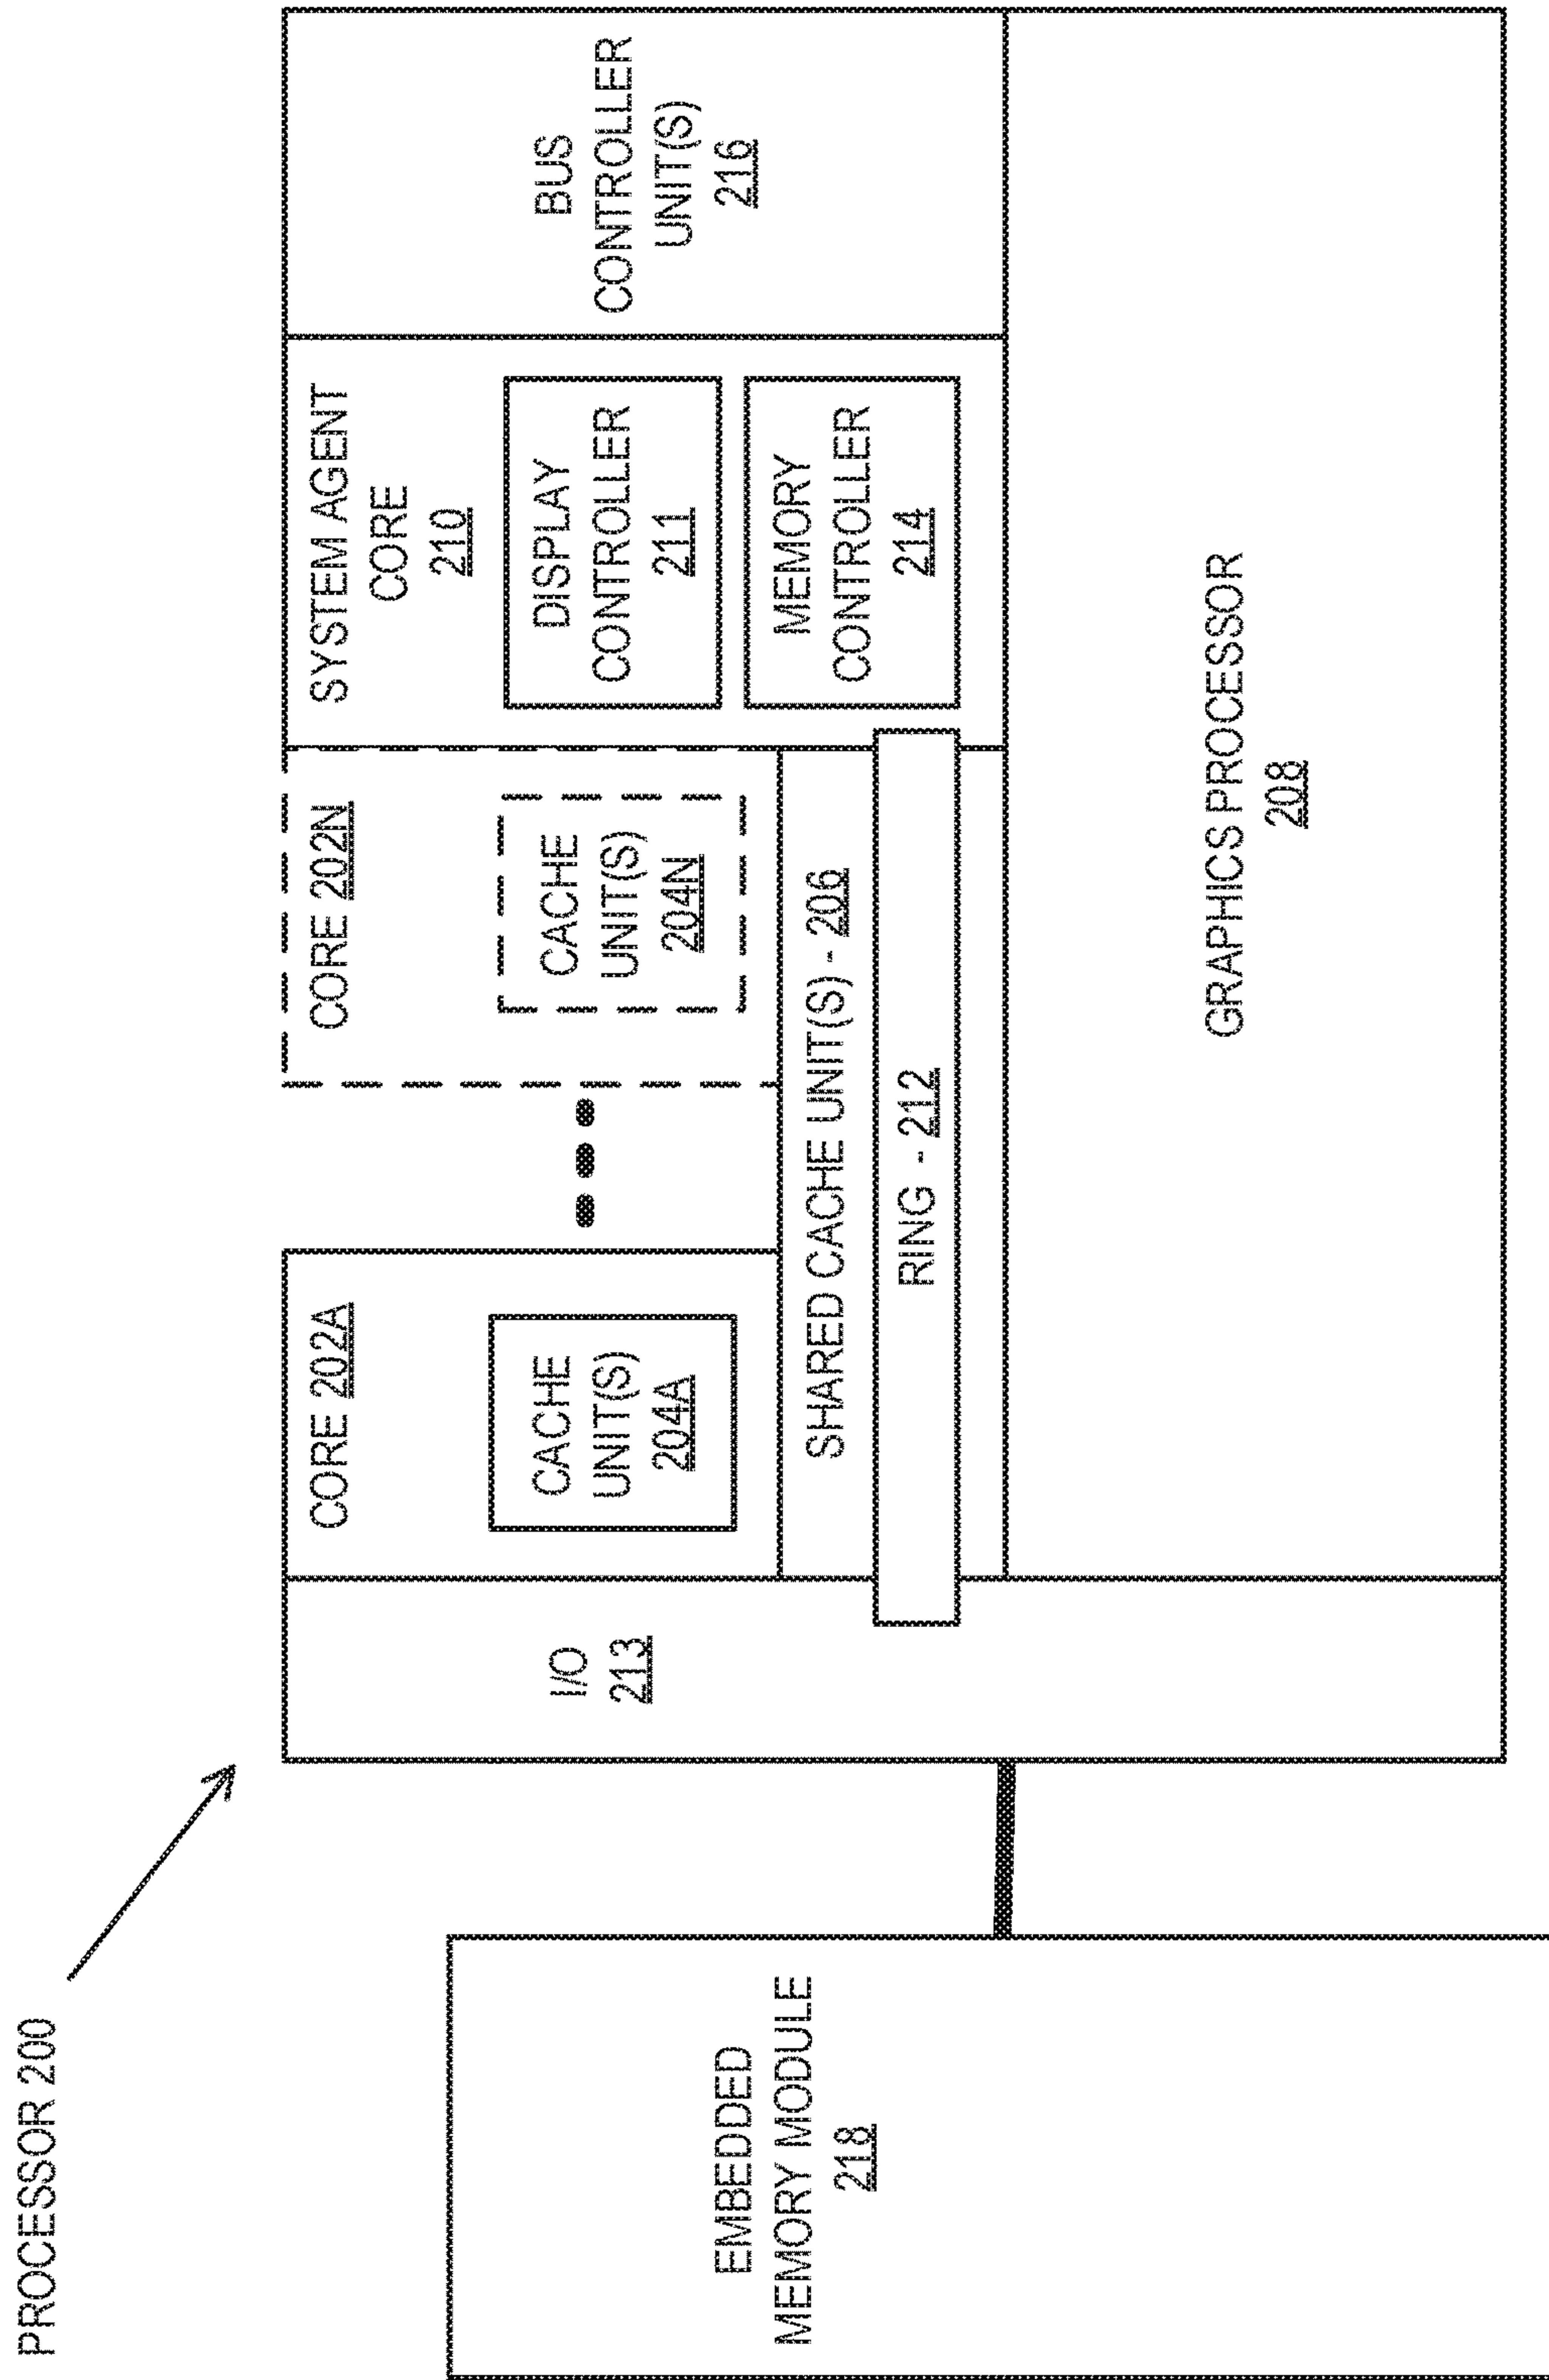 PROCESSOR 200
EMBEDDED
MEMORY MODULE
218
I/O
213
CORE 202A
CACHE
UNIT(S)
204A
CORE 202N
CACHE
UNIT(S)
204N
SHARED CACHE UNIT(S) - 206
RING - 212
SYSTEM AGENT
CORE
210
DISPLAY
CONTROLLER
211
MEMORY
CONTROLLER
214
BUS
CONTROLLER
UNIT(S)
216
GRAPHICS PROCESSOR
208